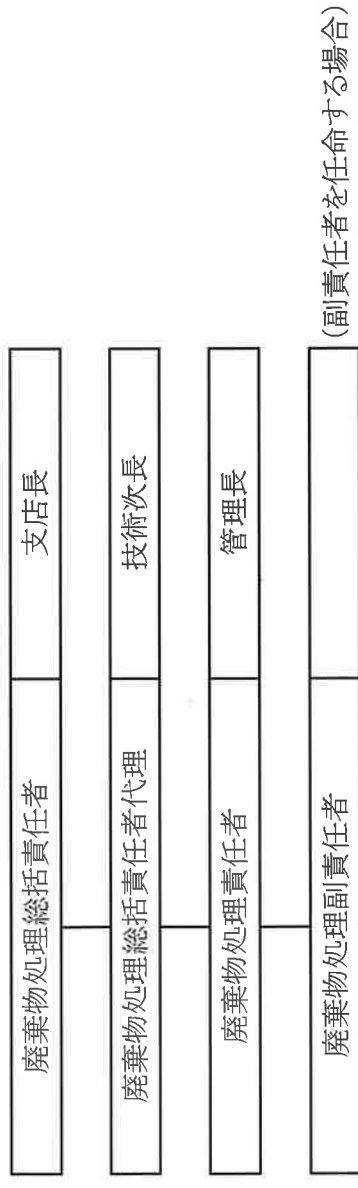 廃棄物処理総括責任者 支店長
廃棄物処理総括責任者代理 技術次長
廃棄物処理責任者 管理長
廃棄物処理副責任者
(副責任者を任命する場合)